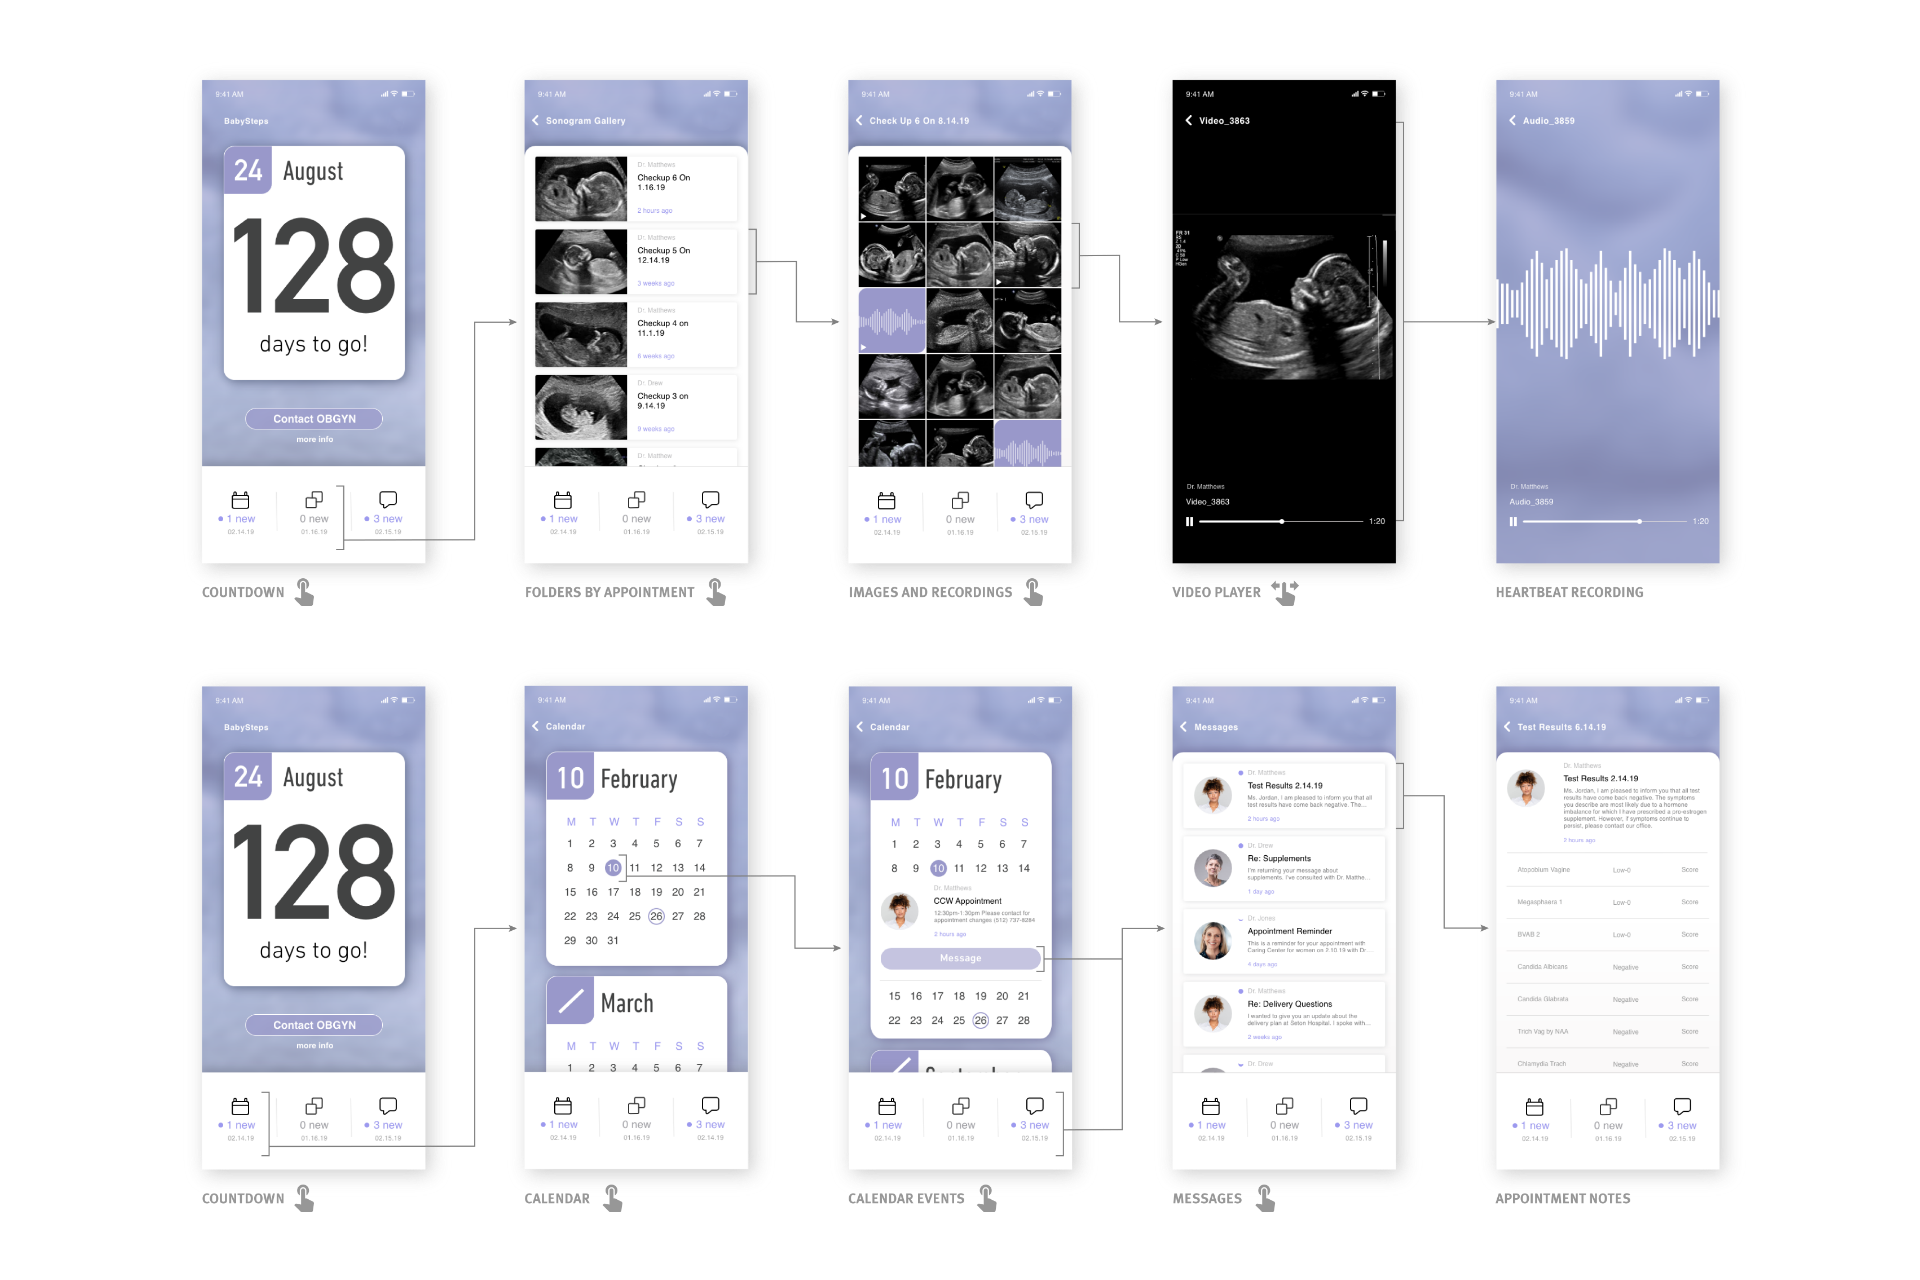 9:41 AM
BabySteps
24 August
128
days to go!
Contact OBGYN
more info
1 new
02.14.19
0 new
01.16.19
3 new
02.15.19
COUNTDOWN
9:41 AM
Sonogram Gallery
Dr. Matthews
Checkup 6 On
1.16.19
2 hours ago
Dr. Matthews
Checkup 5 On
12.14.19
3 weeks ago
Dr. Matthews
Checkup 4 on
11.1.19
6 weeks ago
Dr. Drew
Checkup 3 on
9.14.19
9 weeks ago
Dr. Matthew
1 new
02.14.19
0 new
01.16.19
3 new
02.15.19
FOLDERS BY APPOINTMENT
9:41 AM
Check Up 6 On 8.14.19
1 new
02.14.19
0 new
01.16.19
3 new
02.15.19
IMAGES AND RECORDINGS
9:41 AM
Video_3863
FR 31
Dr. Matthews
Video_3863
1:20
VIDEO PLAYER
9:41 AM
Audio_3859
Dr. Matthews
Audio_3859
1:20
HEARTBEAT RECORDING
9:41 AM
BabySteps
24 August
128
days to go!
Contact OBGYN
more info
1 new
02.14.19
0 new
01.16.19
3 new
02.15.19
COUNTDOWN
9:41 AM
Calendar
10 February
M T W T F S S
1 2 3 4 5 6 7
8 9 10 11 12 13 14
15 16 17 18 19 20 21
22 23 24 25 26 27 28
29 30 31
March
M T W T F S S
1 2 3 4 5 6 7
1 new
02.14.19
0 new
01.16.19
3 new
02.14.19
CALENDAR
9:41 AM
Calendar
10 February
M T W T F S S
1 2 3 4 5 6 7
8 9 10 11 12 13 14
Dr. Matthews
CCW Appointment
12:30pm-1:30pm Please contact for
appointment changes (512) 737-8284
2 hours ago
Message
15 16 17 18 19 20 21
22 23 24 25 26 27 28
1 new
02.14.19
0 new
01.16.19
3 new
02.15.19
CALENDAR EVENTS
9:41 AM
Messages
Dr. Matthews
Test Results 2.14.19
Ms. Jordan, I am pleased to inform you that all
test results have come back negative. The...
2 hours ago
Dr. Drew
Re: Supplements
I'm returning your message about
supplements. I've consulted with Dr. Matthe...
1 day ago
Dr. Jones
Appointment Reminder
This is a reminder for your appointment with
Caring Center for women on 2.10.19 with Dr...
4 days ago
Dr. Matthews
Re: Delivery Questions
I wanted to give you an update about the
delivery plan at Seton Hospital. I spoke with...
2 weeks ago
Dr. Drew
1 new
02.14.19
0 new
01.16.19
3 new
02.15.19
MESSAGES
9:41 AM
Test Results 6.14.19
Dr. Matthews
Test Results 2.14.19
Ms. Jordan, I am pleased to inform you that all test
results have come back negative. The symptoms
you describe are most likely due to a hormone
imbalance for which I have prescribed a pro-estrogen
supplement. However, if symptoms continue to
persist, please contact our office.
2 hours ago
Atopobium Vagine Low-0 Score
Megasphaera 1 Low-0 Score
BVAB 2 Low-0 Score
Candida Albicans Negative Score
Candida Glabrata Negative Score
Trich Vag by NAA Negative Score
Chlamydia Trach Negative Score
1 new
02.14.19
0 new
01.16.19
3 new
02.15.19
APPOINTMENT NOTES